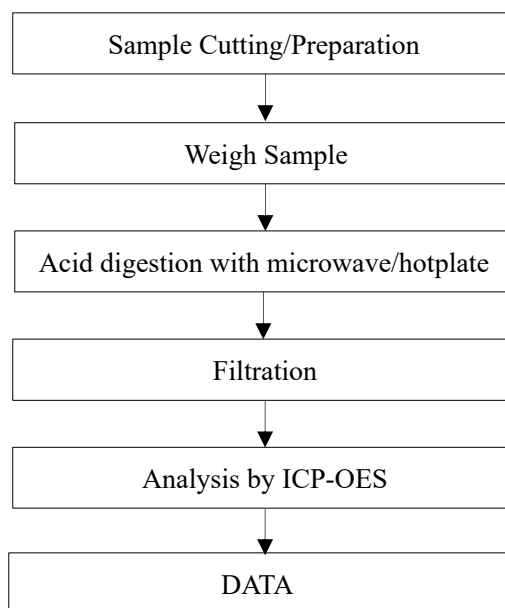 Sample Cutting/Preparation
Weigh Sample
Acid digestion with microwave/hotplate
Filtration
Analysis by ICP-OES
DATA